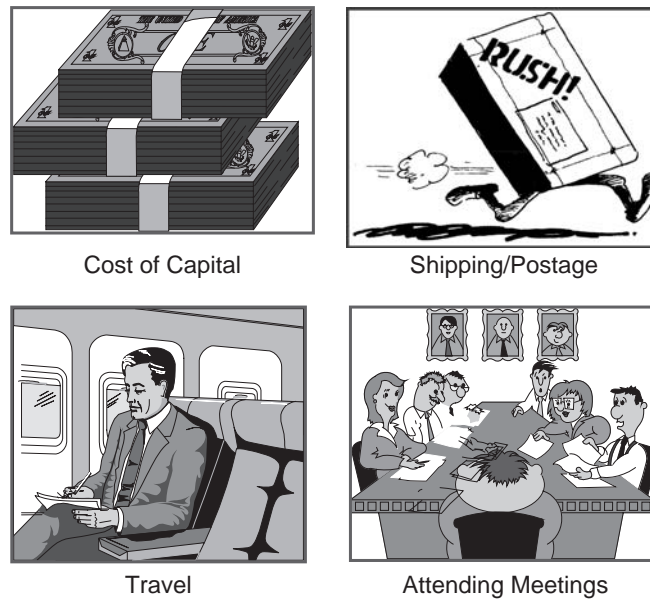 Cost of Capital
RUSH!
Shipping/Postage
Travel
Attending Meetings